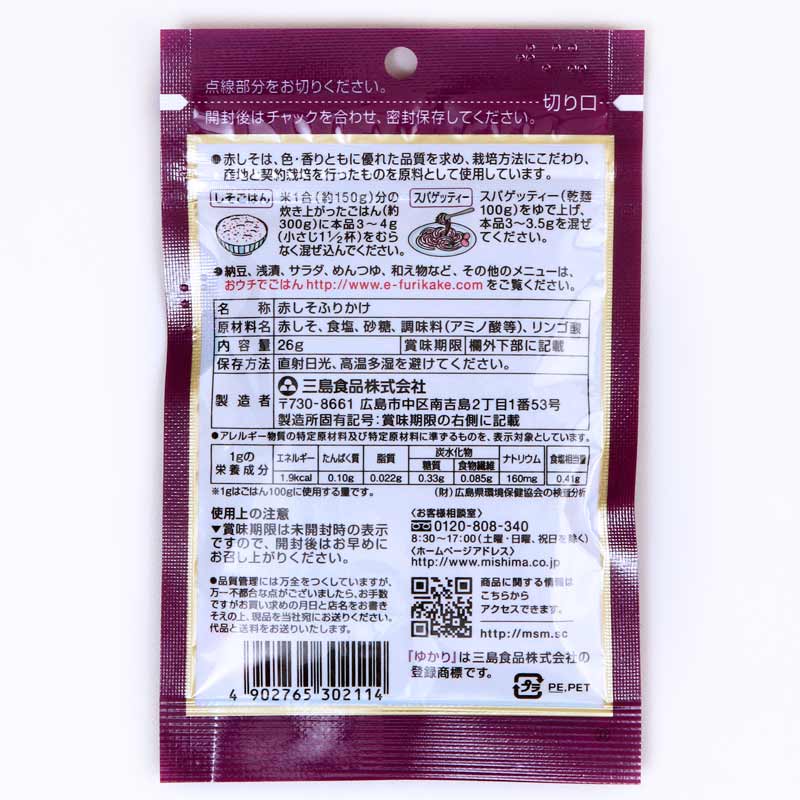 点線部分をお切りください。
切り口
開封後はチャックを合わせ、密封保存してください。
●赤しそは、色・香りともに優れた品質を求め、栽培方法にこだわり、
産地と契約栽培を行ったものを原料として使用しています。
しそごはん
米1合(約150g)分の
炊き上がったごはん(約
300g)に本品3〜4g
(小さじ1½杯)をむら
なく混ぜ込んでください。
スパゲッティー
スパゲッティー(乾麺
100g)をゆで上げ、
本品3〜3.5gを混ぜ
てください。
●納豆、浅漬、サラダ、めんつゆ、和え物など、その他のメニューは、
おウチでごはんhttp://www.e-furikake.comをご覧ください。
名称 赤しそふりかけ
原材料名 赤しそ、食塩、砂糖、調味料(アミノ酸等)、リンゴ酸
内容量 26g 賞味期限 欄外下部に記載
保存方法 直射日光、高温多湿を避けてください。
製造者 三島食品株式会社
〒730-8661 広島市中区南吉島2丁目1番53号
製造所固有記号:賞味期限の右側に記載
●アレルギー物質の特定原材料及び特定原材料に準ずるものを、表示対象としています。
1gの栄養成分 エネルギー たんぱく質 脂質 炭水化物 糖質 食物繊維 ナトリウム 食塩相当量
1.9kcal 0.10g 0.022g 0.33g 0.085g 160mg 0.41g
※1gはごはん100gに使用する量です。 (財)広島県環境保健協会の検査分析
使用上の注意
▼賞味期限は未開封時の表示
ですので、開封後はお早めに
お召し上がりください。
〈お客様相談室〉
0120-808-340
8:30〜17:00(土曜・日曜、祝日を除く)
〈ホームページアドレス〉
http://www.mishima.co.jp
●品質管理には万全をつくしていますが、
万一不都合な点がございましたら、お手数
ですがお買い求めの月日と店名をお書き
そえの上、現品を当社宛にお送りください。
代品と送料をお送りいたします。
商品に関する情報は
こちらから
アクセスできます。
http://msm.sc
4 902765 302114
『ゆかり』は三島食品株式会社の
登録商標です。
プラ PE,PET